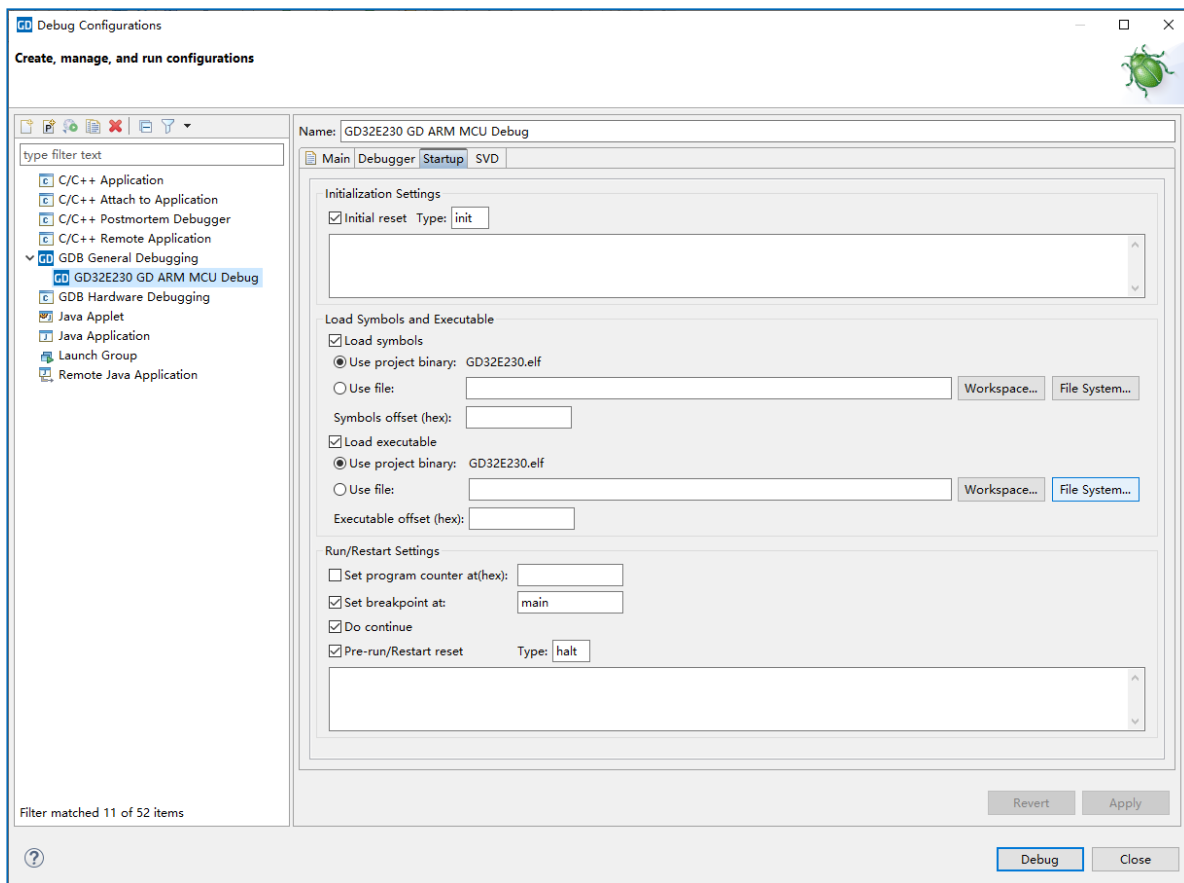 GD Debug Configurations
Create, manage, and run configurations
type filter text
C/C++ Application
C/C++ Attach to Application
C/C++ Postmortem Debugger
C/C++ Remote Application
GD GDB General Debugging
GD GD32E230 GD ARM MCU Debug
GDB Hardware Debugging
Java Applet
Java Application
Launch Group
Remote Java Application
Filter matched 11 of 52 items
Name: GD32E230 GD ARM MCU Debug
Main Debugger Startup SVD
Initialization Settings
Initial reset Type: init
Load Symbols and Executable
Load symbols
Use project binary: GD32E230.elf
Use file: Workspace... File System...
Symbols offset (hex):
Load executable
Use project binary: GD32E230.elf
Use file: Workspace... File System...
Executable offset (hex):
Run/Restart Settings
Set program counter at(hex):
Set breakpoint at: main
Do continue
Pre-run/Restart reset Type: halt
Revert Apply
? Debug Close